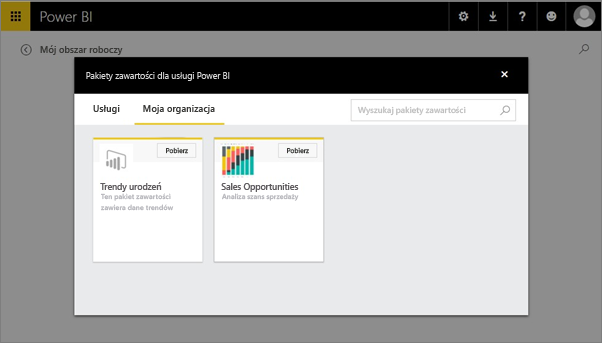 Power BI
?
Mój obszar roboczy
Pakiety zawartości dla usługi Power BI
Usługi
Moja organizacja
Wyszukaj pakiety zawartości
Pobierz
Trendy urodzeń
Ten pakiet zawartości
zawiera dane trendów
Pobierz
Sales Opportunities
Analiza szans sprzedaży